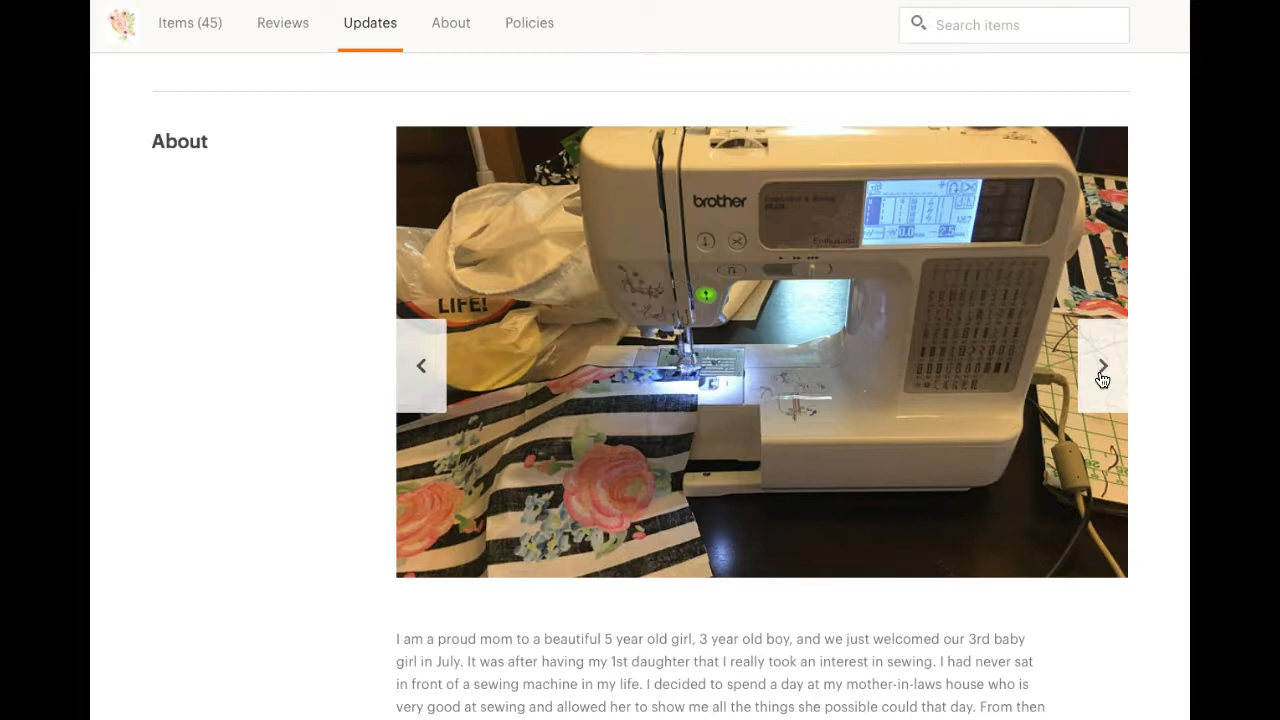 Items (45)
Reviews
Updates
About
Policies
Search items
About
brother
LIFE!
I am a proud mom to a beautiful 5 year old girl, 3 year old boy, and we just welcomed our 3rd baby
girl in July. It was after having my 1st daughter that I really took an interest in sewing. I had never sat
in front of a sewing machine in my life. I decided to spend a day at my mother-in-laws house who is
very good at sewing and allowed her to show me all the things she possible could that day. From then